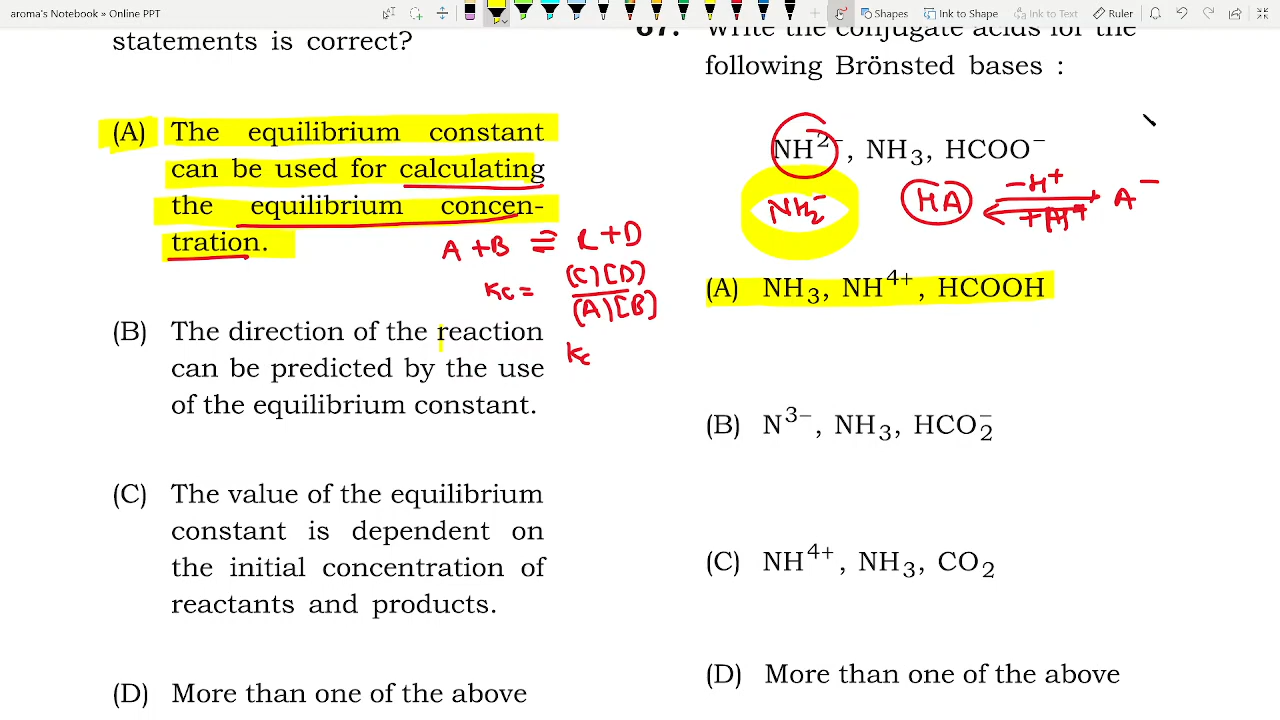 aroma's Notebook » Online PPT
Shapes Ink to Shape Ink to Text Ruler
statements is correct?
(A) The equilibrium constant
can be used for calculating
the equilibrium concen-
tration.
A + B ⇌ C + D
Kc = (C)[D]
(A)[B]
Kc
(B) The direction of the reaction
can be predicted by the use
of the equilibrium constant.
(C) The value of the equilibrium
constant is dependent on
the initial concentration of
reactants and products.
(D) More than one of the above
67. Write the conjugate acids for the
following Brönsted bases :
NH²⁻, NH₃, HCOO⁻
NH₂⁻
HA -H⁺ A⁻
+H⁺
(A) NH₃, NH⁴⁺, HCOOH
(B) N³⁻, NH₃, HCO₂⁻
(C) NH⁴⁺, NH₃, CO₂
(D) More than one of the above